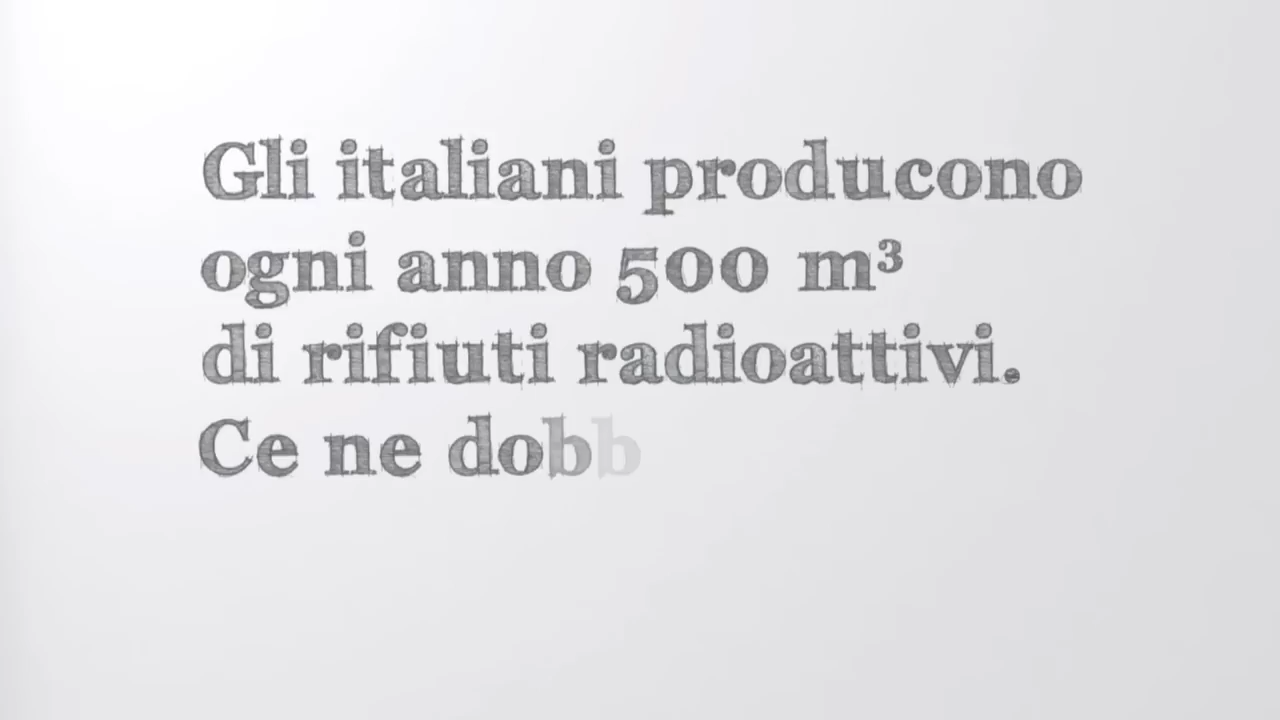 Gli italiani producono
ogni anno 500 m³
di rifiuti radioattivi.
Ce ne dobb